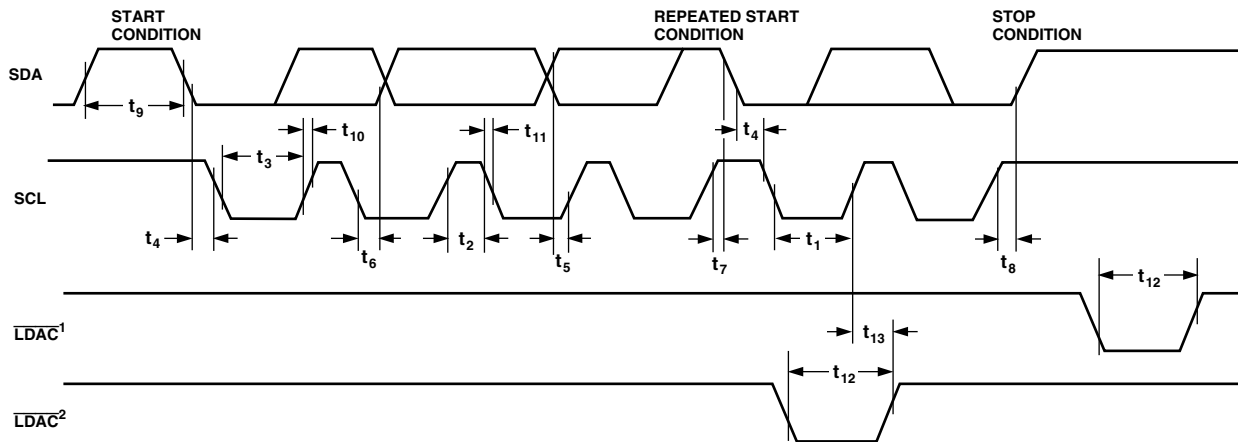 START
CONDITION
REPEATED START
CONDITION
STOP
CONDITION
SDA
t9
t10
t11
t4
t3
SCL
t4
t6
t2
t5
t7
t1
t8
t12
LDAC1
t13
t12
LDAC2